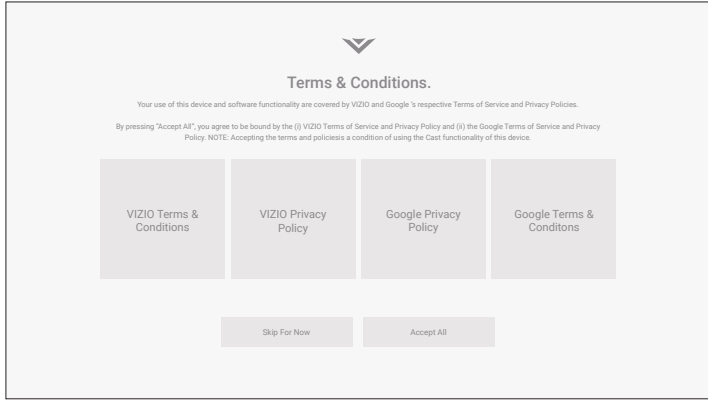 Terms & Conditions.
Your use of this device and software functionality are covered by VIZIO and Google 's respective Terms of Service and Privacy Policies.
By pressing "Accept All", you agree to be bound by the (i) VIZIO Terms of Service and Privacy Policy and (ii) the Google Terms of Service and Privacy
Policy. NOTE: Accepting the terms and policiesis a condition of using the Cast functionality of this device.
VIZIO Terms &
Conditions
VIZIO Privacy
Policy
Google Privacy
Policy
Google Terms &
Conditons
Skip For Now
Accept All